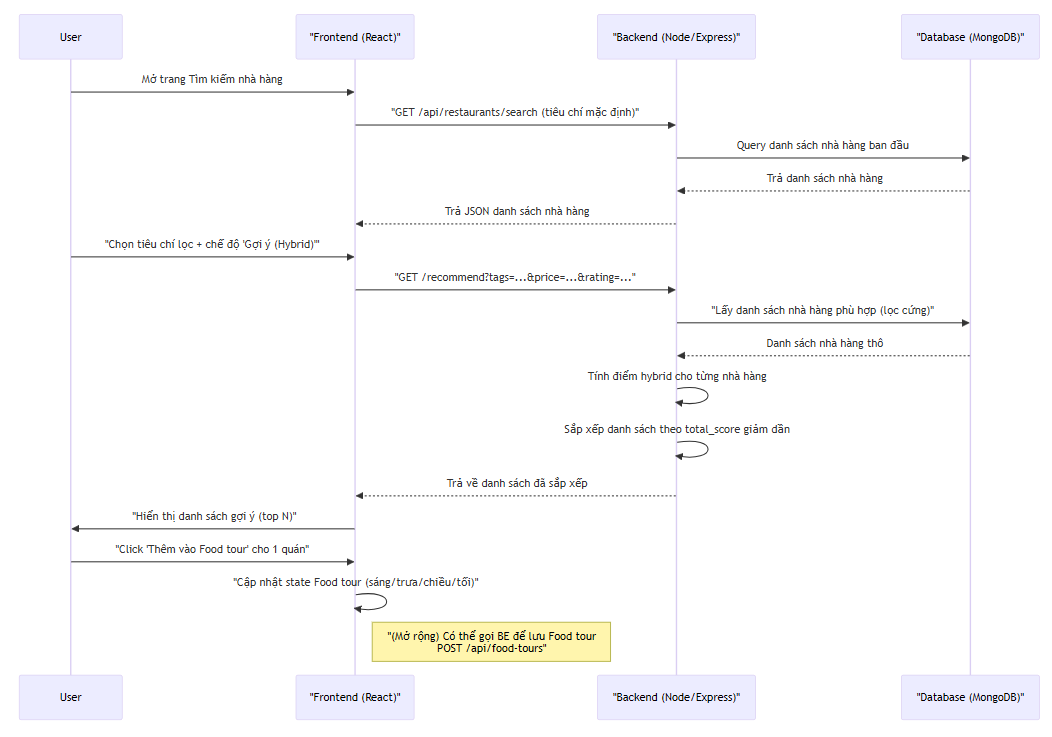 User
"Frontend (React)"
"Backend (Node/Express)"
"Database (MongoDB)"
Mở trang Tìm kiếm nhà hàng
"GET /api/restaurants/search (tiêu chí mặc định)"
Query danh sách nhà hàng ban đầu
Trả danh sách nhà hàng
Trả JSON danh sách nhà hàng
"Chọn tiêu chí lọc + chế độ 'Gợi ý (Hybrid)'"
"GET /recommend?tags=...&price=...&rating=..."
"Lấy danh sách nhà hàng phù hợp (lọc cứng)"
Danh sách nhà hàng thô
Tính điểm hybrid cho từng nhà hàng
Sắp xếp danh sách theo total_score giảm dần
Trả về danh sách đã sắp xếp
"Hiển thị danh sách gợi ý (top N)"
"Click 'Thêm vào Food tour' cho 1 quán"
"Cập nhật state Food tour (sáng/trưa/chiều/tối)"
"(Mở rộng) Có thể gọi BE để lưu Food tour
POST /api/food-tours"
User
"Frontend (React)"
"Backend (Node/Express)"
"Database (MongoDB)"